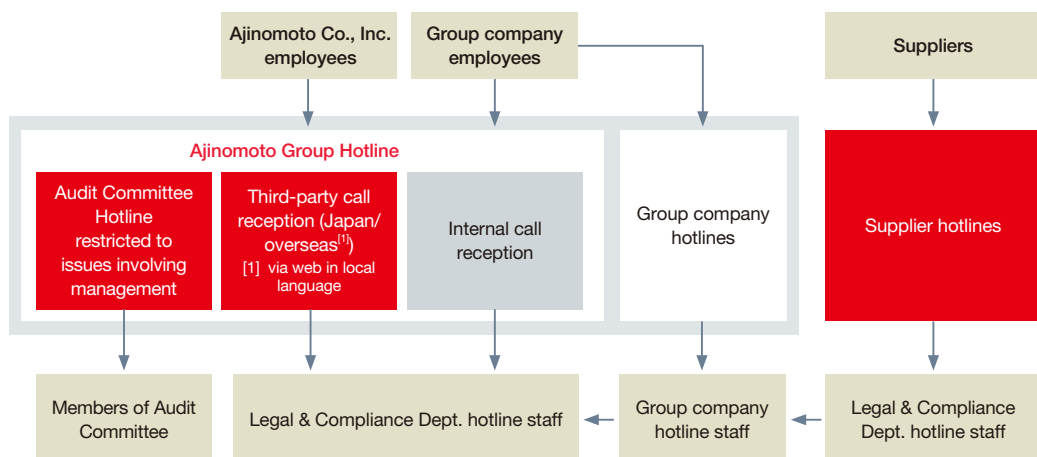 Ajinomoto Co., Inc.
employees
Group company
employees
Suppliers
Ajinomoto Group Hotline
Audit Committee
Hotline
restricted to
issues involving
management
Third-party call
reception (Japan/
overseas[1])
[1] via web in local
language
Internal call
reception
Group company
hotlines
Supplier hotlines
Members of Audit
Committee
Legal & Compliance Dept. hotline staff
Group company
hotline staff
Legal & Compliance
Dept. hotline staff